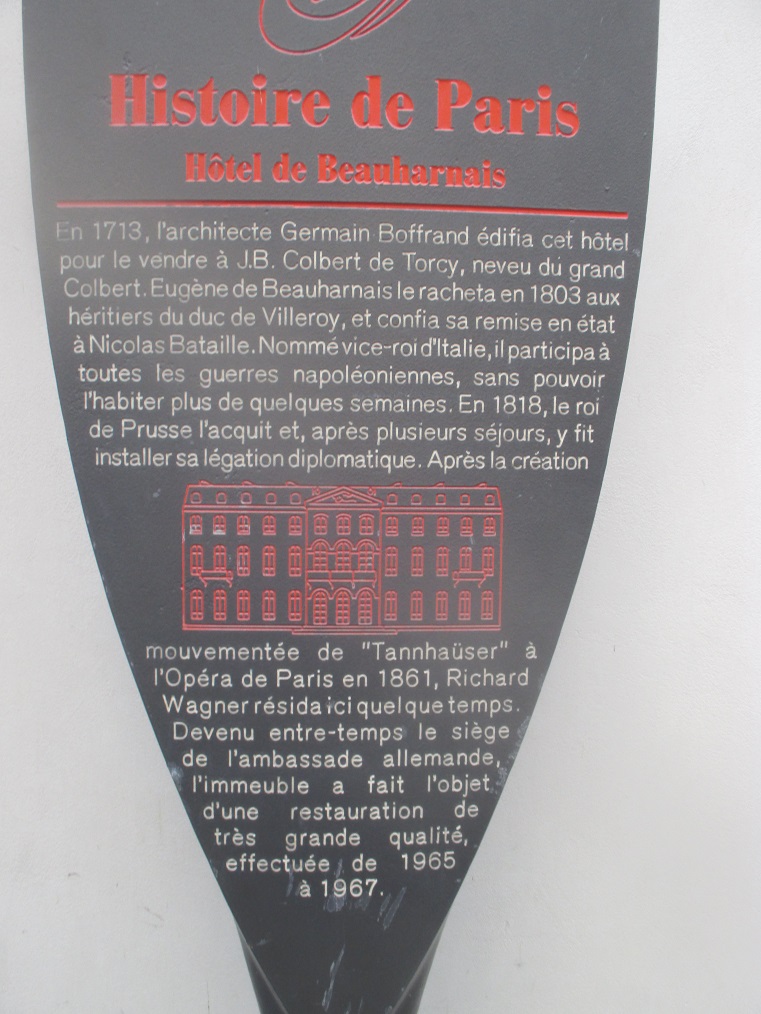 Histoire de Paris
Hôtel de Beauharnais
En 1713, l'architecte Germain Boffrand édifia cet hôtel
pour le vendre à J.B. Colbert de Torcy, neveu du grand
Colbert. Eugène de Beauharnais le racheta en 1803 aux
héritiers du duc de Villeroy, et confia sa remise en état
à Nicolas Bataille. Nommé vice-roi d'Italie, il participa à
toutes les guerres napoléoniennes, sans pouvoir
l'habiter plus de quelques semaines. En 1818, le roi
de Prusse l'acquit et, après plusieurs séjours, y fit
installer sa légation diplomatique. Après la création
mouvementée de "Tannhaüser" à
l'Opéra de Paris en 1861, Richard
Wagner résida ici quelque temps.
Devenu entre-temps le siège
de l'ambassade allemande,
l'immeuble a fait l'objet
d'une restauration de
très grande qualité,
effectuée de 1965
à 1967.